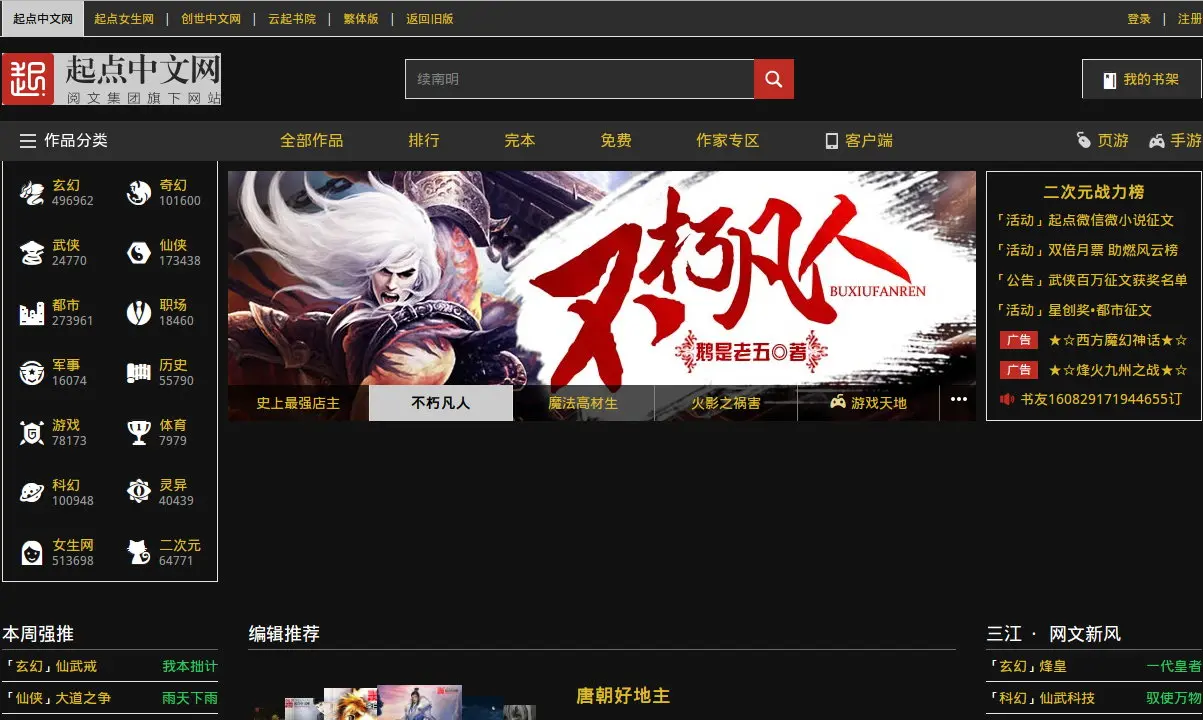 起点中文网 起点女生网 | 创世中文网 | 云起书院 | 繁体版 | 返回旧版 登录 | 注册
起点中文网
阅文集团旗下网站
续南明
我的书架
作品分类 全部作品 排行 完本 免费 作家专区 客户端 页游 手游
玄幻 奇幻
496962 101600
武侠 仙侠
24770 173438
都市 职场
273961 18460
军事 历史
16074 55790
游戏 体育
78173 7979
科幻 灵异
100948 40439
女生网 二次元
513698 64771
不朽凡人
BUXIUFANREN
鹅是老五◎著
史上最强店主 不朽凡人 魔法高材生 火影之祸害 游戏天地 •••
二次元战力榜
「活动」起点微信微小说征文
「活动」双倍月票 助燃风云榜
「公告」武侠百万征文获奖名单
「活动」星创奖•都市征文
广告 ★☆西方魔幻神话★☆
广告 ★☆烽火九州之战★☆
书友160829171944655订
本周强推
「玄幻」仙武戒 我本拙计
「仙侠」大道之争 雨天下雨
编辑推荐
唐朝好地主
三江 · 网文新风
「玄幻」烽皇 一代皇者
「科幻」仙武科技 驭使万物